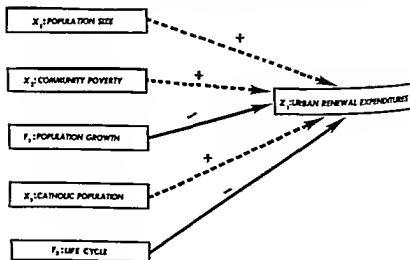 X₁:POPULATION SIZE
+
X₂:COMMUNITY POVERTY
+
Z₁:URBAN RENEWAL EXPENDITURES
−
F₁:POPULATION GROWTH
+
−
X₃:CATHOLIC POPULATION
F₂:LIFE CYCLE